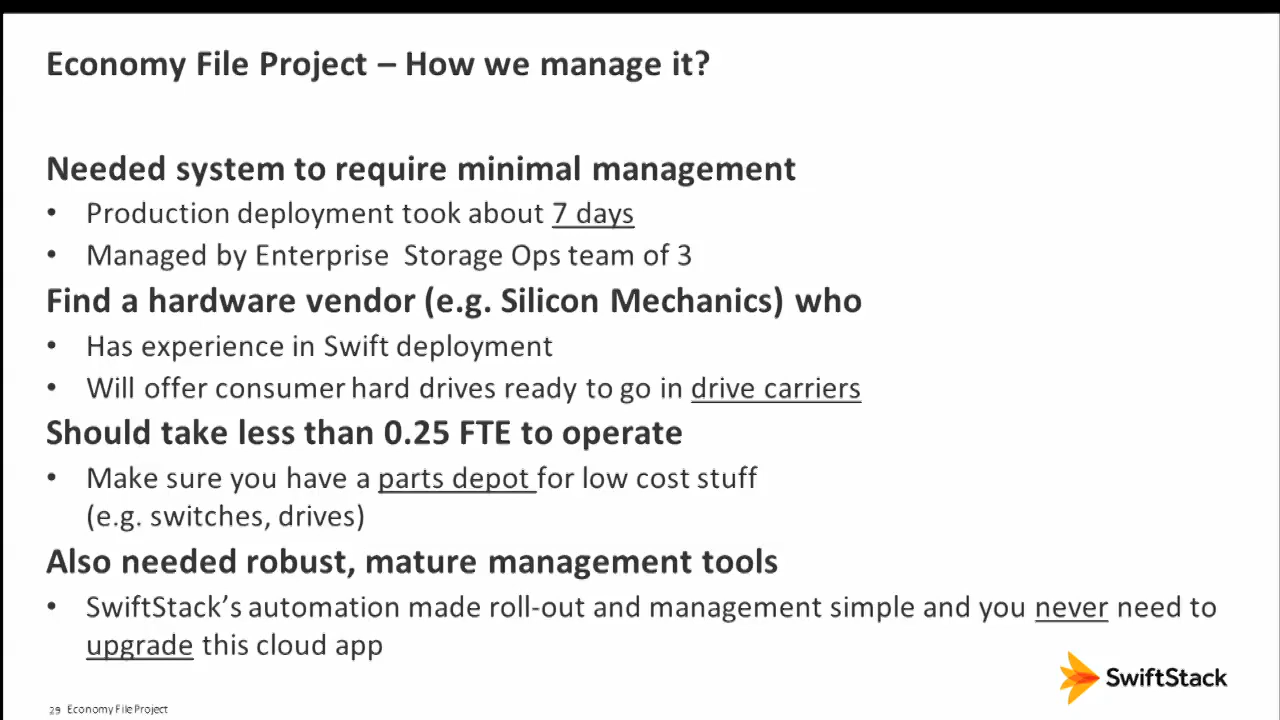 Economy File Project – How we manage it?
Needed system to require minimal management
• Production deployment took about 7 days
• Managed by Enterprise Storage Ops team of 3
Find a hardware vendor (e.g. Silicon Mechanics) who
• Has experience in Swift deployment
• Will offer consumer hard drives ready to go in drive carriers
Should take less than 0.25 FTE to operate
• Make sure you have a parts depot for low cost stuff
(e.g. switches, drives)
Also needed robust, mature management tools
• SwiftStack’s automation made roll-out and management simple and you never need to
upgrade this cloud app
SwiftStack
29 Economy File Project